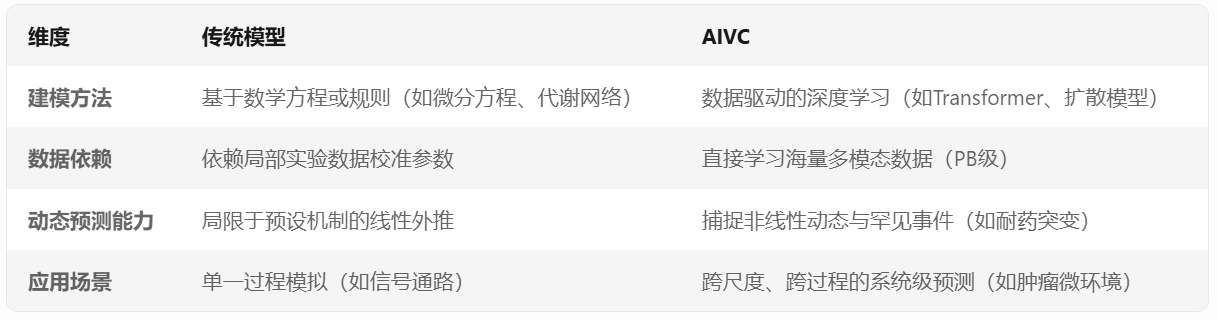 维度 传统模型 AIVC
建模方法 基于数学方程或规则（如微分方程、代谢网络） 数据驱动的深度学习（如Transformer、扩散模型）
数据依赖 依赖局部实验数据校准参数 直接学习海量多模态数据（PB级）
动态预测能力 局限于预设机制的线性外推 捕捉非线性动态与罕见事件（如耐药突变）
应用场景 单一过程模拟（如信号通路） 跨尺度、跨过程的系统级预测（如肿瘤微环境）